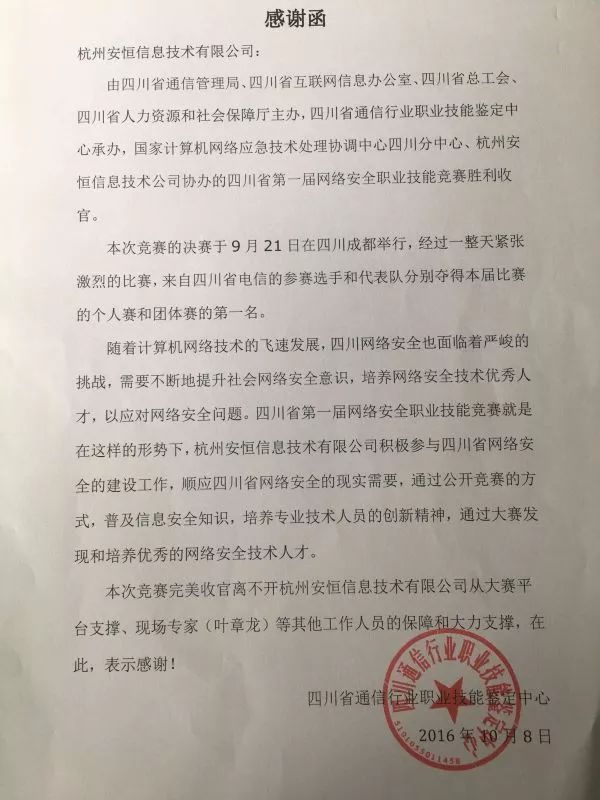 感谢函
杭州安恒信息技术有限公司：
由四川省通信管理局、四川省互联网信息办公室、四川省总工会、
四川省人力资源和社会保障厅主办，四川省通信行业职业技能鉴定中
心承办，国家计算机网络应急技术处理协调中心四川分中心、杭州安
恒信息技术公司协办的四川省第一届网络安全职业技能竞赛胜利收
官。
本次竞赛的决赛于 9 月 21 日在四川成都举行，经过一整天紧张
激烈的比赛，来自四川省电信的参赛选手和代表队分别夺得本届比赛
的个人赛和团体赛的第一名。
随着计算机网络技术的飞速发展，四川网络安全也面临着严峻的
挑战，需要不断地提升社会网络安全意识，培养网络安全技术优秀人
才，以应对网络安全问题。四川省第一届网络安全职业技能竞赛就是
在这样的形势下，杭州安恒信息技术有限公司积极参与四川省网络安
全的建设工作，顺应四川省网络安全的现实需要，通过公开竞赛的方
式，普及信息安全知识，培养专业技术人员的创新精神，通过大赛发
现和培养优秀的网络安全技术人才。
本次竞赛完美收官离不开杭州安恒信息技术有限公司从大赛平
台支撑、现场专家（叶章龙）等其他工作人员的保障和大力支撑，在
此，表示感谢！
四川省通信行业职业技能鉴定中心
2016 年 10 月 8 日
四川通信行业职业技能鉴定中心
5101055011458